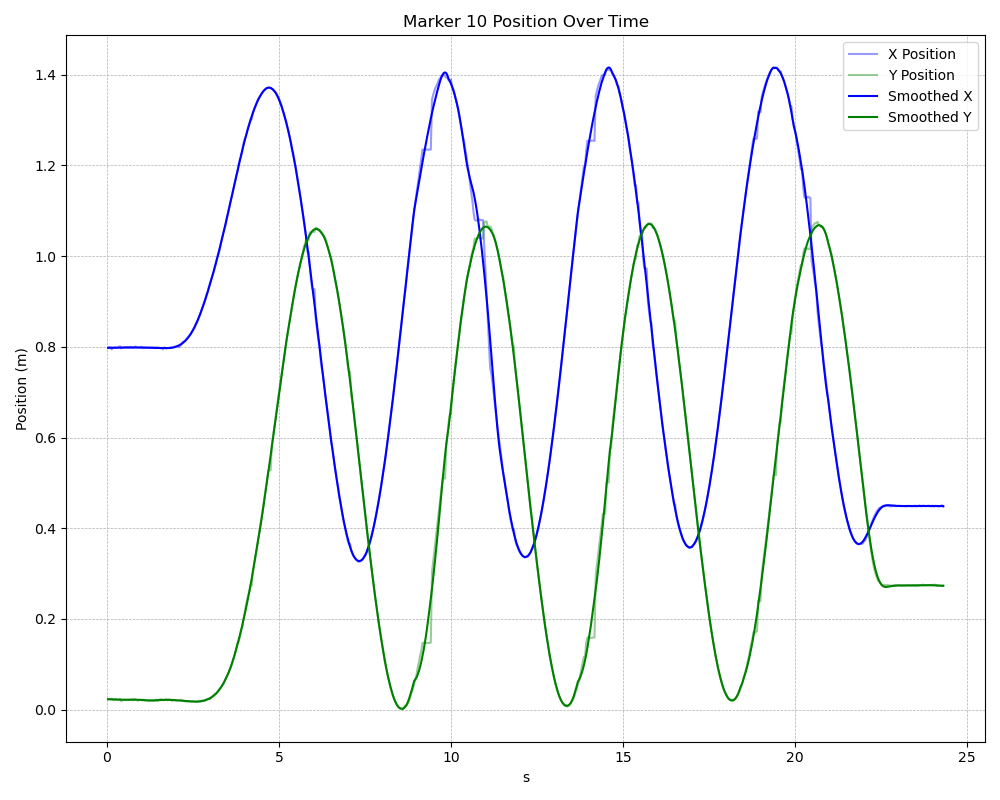 Marker 10 Position Over Time
X Position
Y Position
Smoothed X
Smoothed Y
Position (m)
1.4
1.2
1.0
0.8
0.6
0.4
0.2
0.0
0 5 10 15 20 25
s